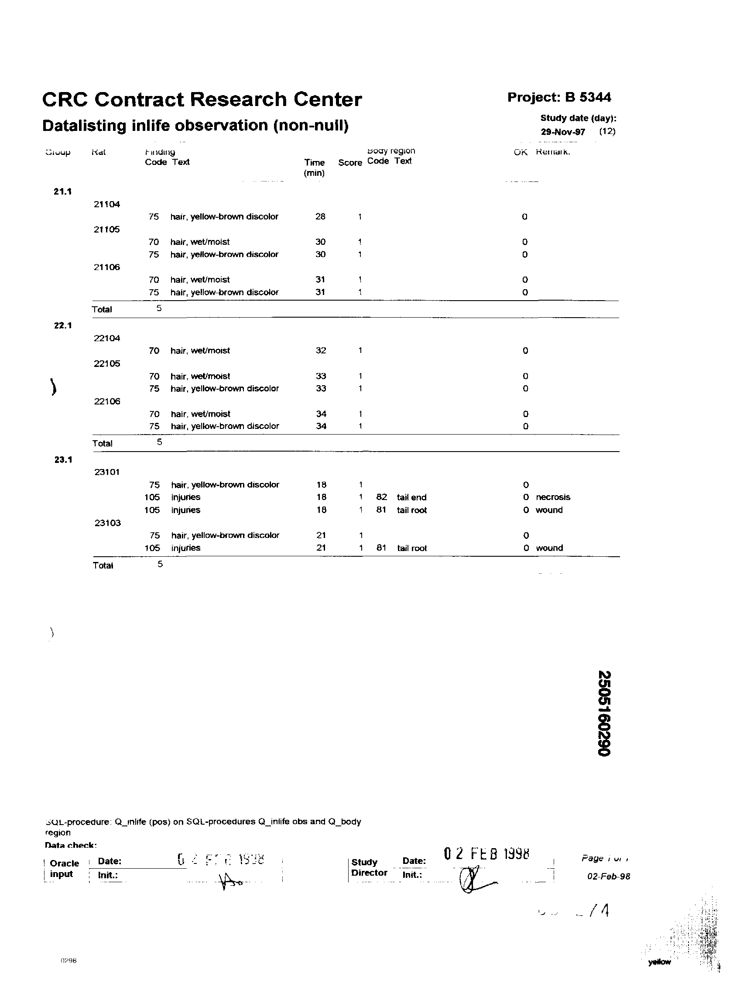 CRC Contract Research Center Project: B 5344
Datalisting inlife observation (non-null) Study date (day):
29-Nov-97 (12)
Group Rat Finding Body region OK Remark.
Code Text Time Score Code Text
(min)
21.1
21104
75 hair, yellow-brown discolor 28 1 0
21105
70 hair, wet/moist 30 1 0
75 hair, yellow-brown discolor 30 1 0
21106
70 hair, wet/moist 31 1 0
75 hair, yellow-brown discolor 31 1 0
Total 5
22.1
22104
70 hair, wet/moist 32 1 0
22105
70 hair, wet/moist 33 1 0
75 hair, yellow-brown discolor 33 1 0
22106
70 hair, wet/moist 34 1 0
75 hair, yellow-brown discolor 34 1 0
Total 5
23.1
23101
75 hair, yellow-brown discolor 18 1 0
105 injuries 18 1 82 tail end 0 necrosis
105 injuries 18 1 81 tail root 0 wound
23103
75 hair, yellow-brown discolor 21 1 0
105 injuries 21 1 81 tail root 0 wound
Total 5
2505160290
SQL-procedure: Q_inlife (pos) on SQL-procedures Q_inlife obs and Q_body
region
Data check:
Oracle Date: Study Date: 02 FEB 1998 Page 1 of 1
input Init.: Director Init.: 02-Feb-98
0296
yellow